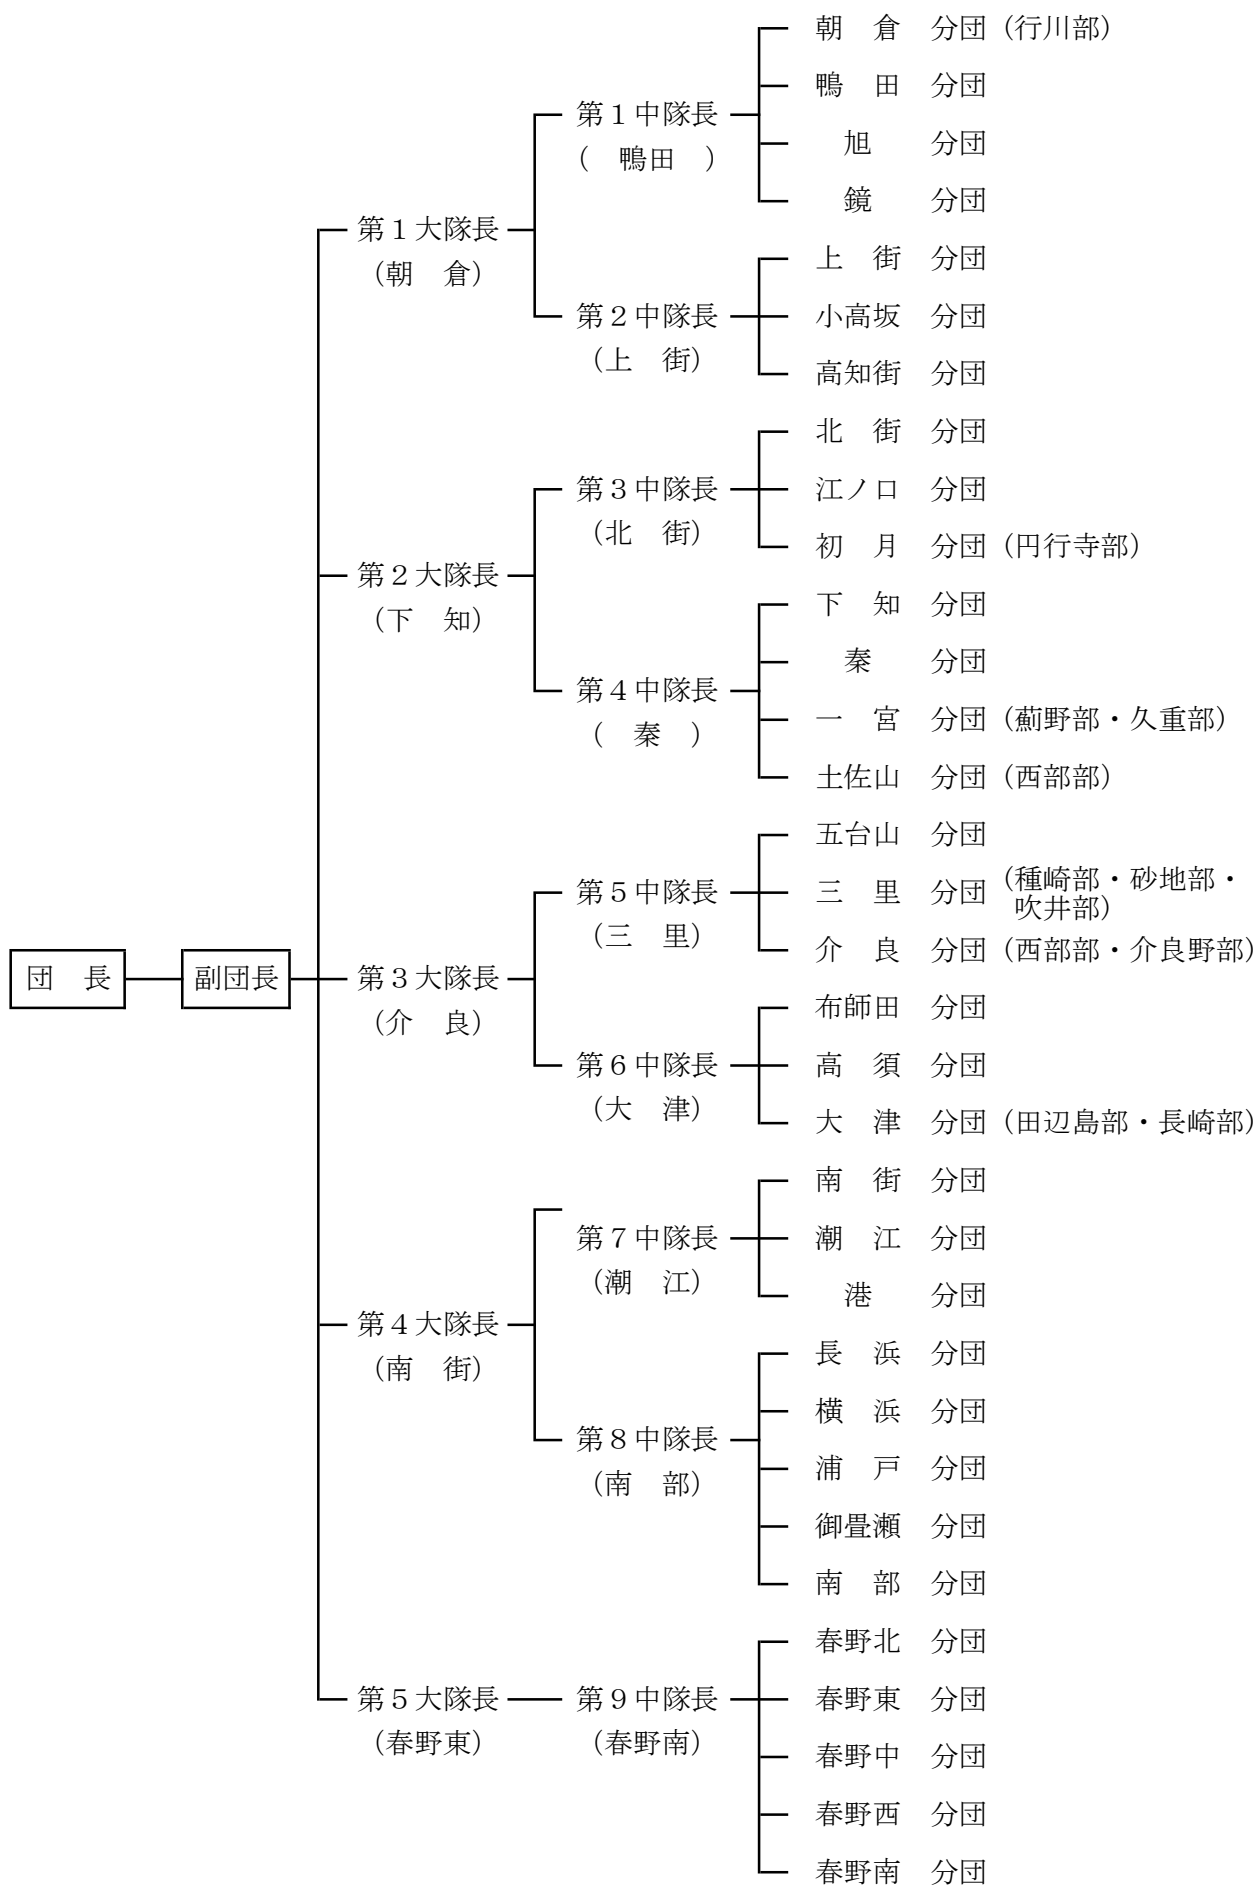 朝　倉　分団（行川部）
鴨　田　分団
第１中隊長
（　鴨田　）
旭　　分団
鏡　　分団
第１大隊長
（朝　倉）
上　街　分団
第２中隊長
（上　街）
小高坂　分団
高知街　分団
北　街　分団
第３中隊長
（北　街）
江ノ口　分団
初　月　分団（円行寺部）
第２大隊長
（下　知）
下　知　分団
秦　　分団
第４中隊長
（　秦　）
一　宮　分団（薊野部・久重部）
土佐山　分団（西部部）
五台山　分団
第５中隊長
（三　里）
三　里　分団（種崎部・砂地部・
吹井部）
介　良　分団（西部部・介良野部）
団　長
副団長
第３大隊長
（介　良）
布師田　分団
第６中隊長
（大　津）
高　須　分団
大　津　分団（田辺島部・長崎部）
南　街　分団
第７中隊長
（潮　江）
潮　江　分団
港　　分団
第４大隊長
（南　街）
長　浜　分団
横　浜　分団
第８中隊長
（南　部）
浦　戸　分団
御畳瀬　分団
南　部　分団
春野北　分団
第５大隊長
（春野東）
第９中隊長
（春野南）
春野東　分団
春野中　分団
春野西　分団
春野南　分団